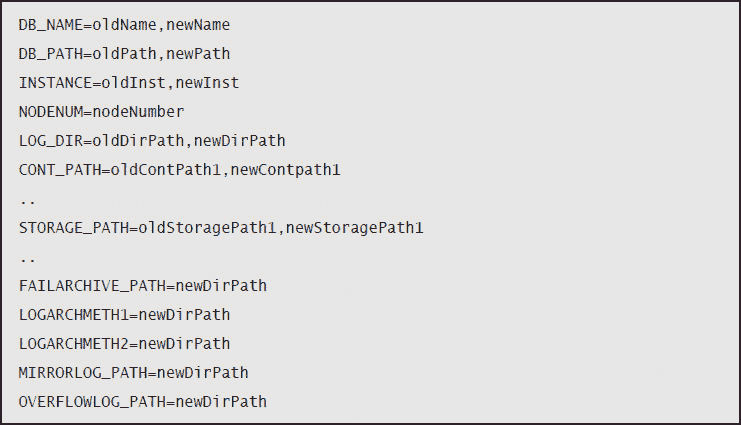 DB_NAME=oldName,newName
DB_PATH=oldPath,newPath
INSTANCE=oldInst,newInst
NODENUM=nodeNumber
LOG_DIR=oldDirPath,newDirPath
CONT_PATH=oldContPath1,newContpath1
..
STORAGE_PATH=oldStoragePath1,newStoragePath1
..
FAILARCHIVE_PATH=newDirPath
LOGARCHMETH1=newDirPath
LOGARCHMETH2=newDirPath
MIRRORLOG_PATH=newDirPath
OVERFLOWLOG_PATH=newDirPath